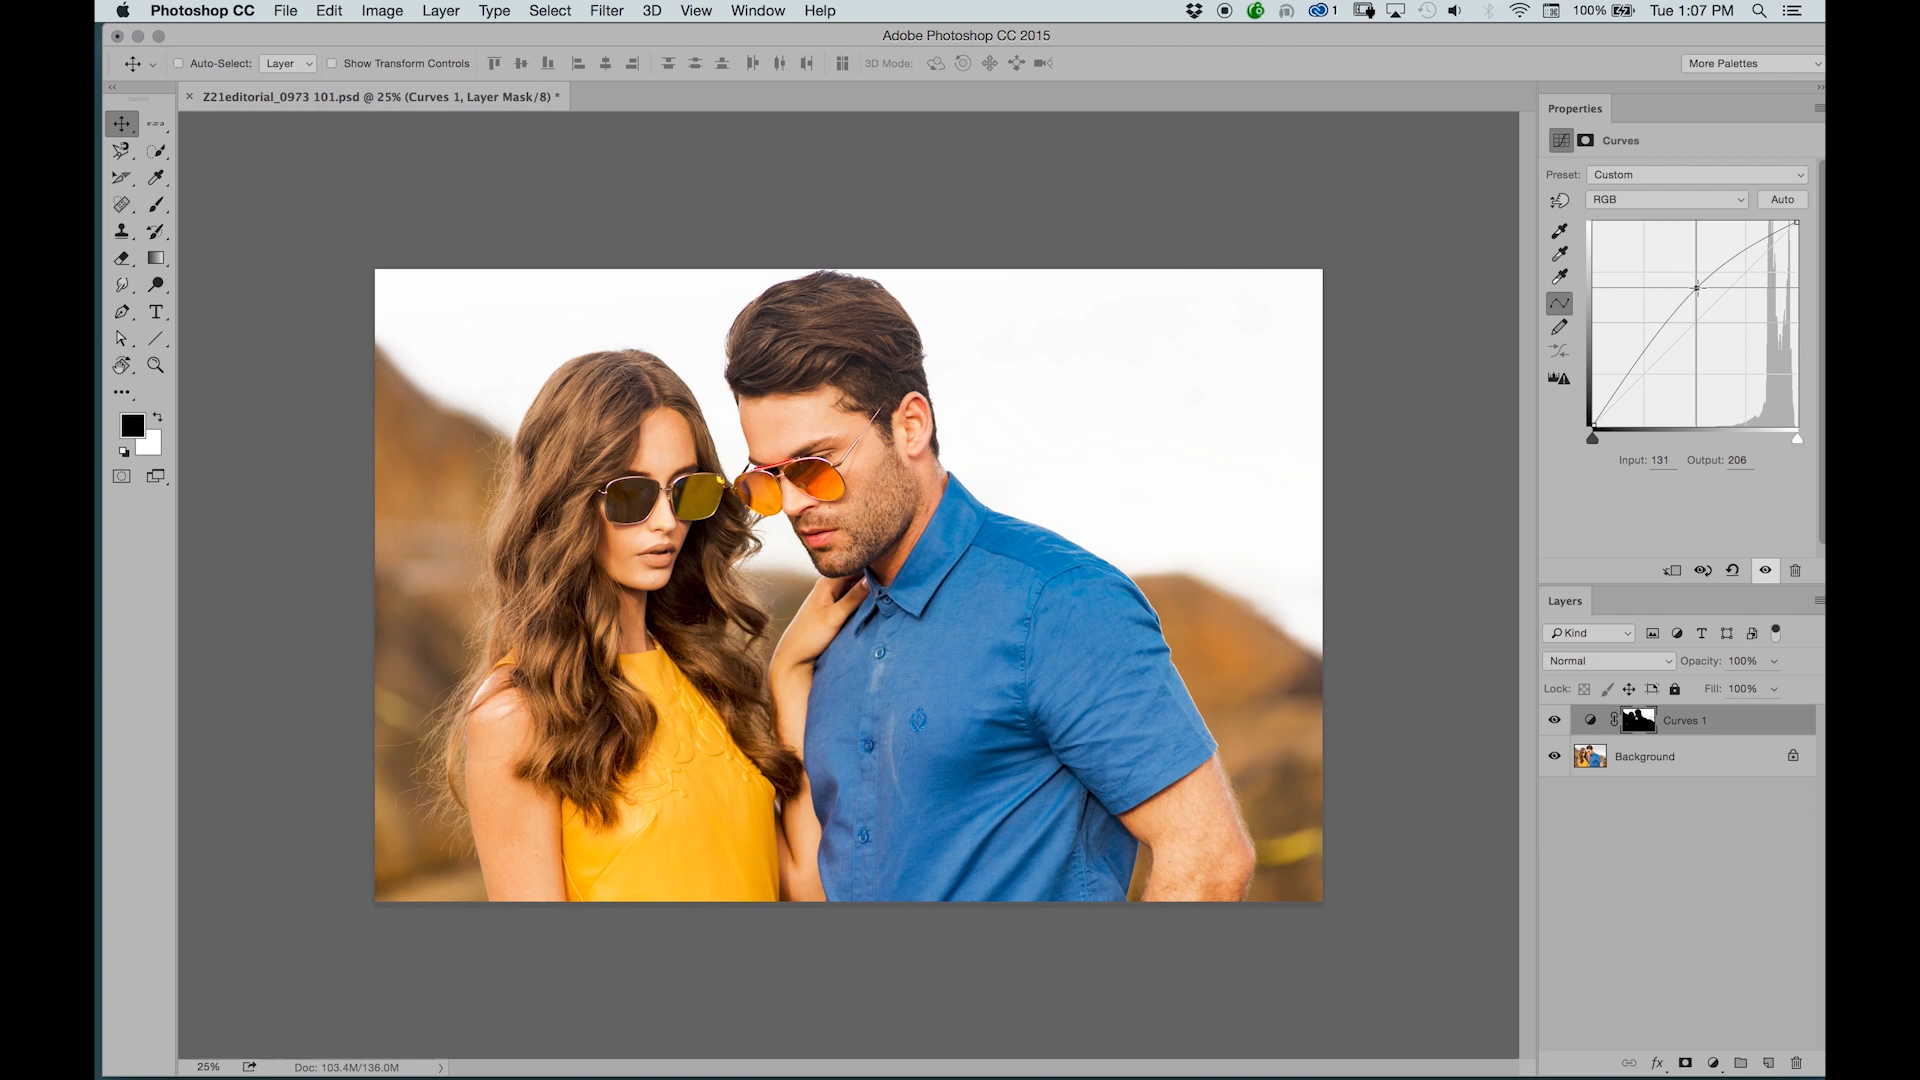 Photoshop CC File Edit Image Layer Type Select Filter 3D View Window Help 1 100% Tue 1:07 PM
Adobe Photoshop CC 2015
Auto-Select: Layer Show Transform Controls 3D Mode: More Palettes
Z21editorial_0973 101.psd @ 25% (Curves 1, Layer Mask/8) *
Properties
Curves
Preset: Custom
RGB Auto
Input: 131 Output: 206
Layers
Kind
Normal Opacity: 100%
Lock: Fill: 100%
Curves 1
Background
25% Doc: 103.4M/136.0M
fx